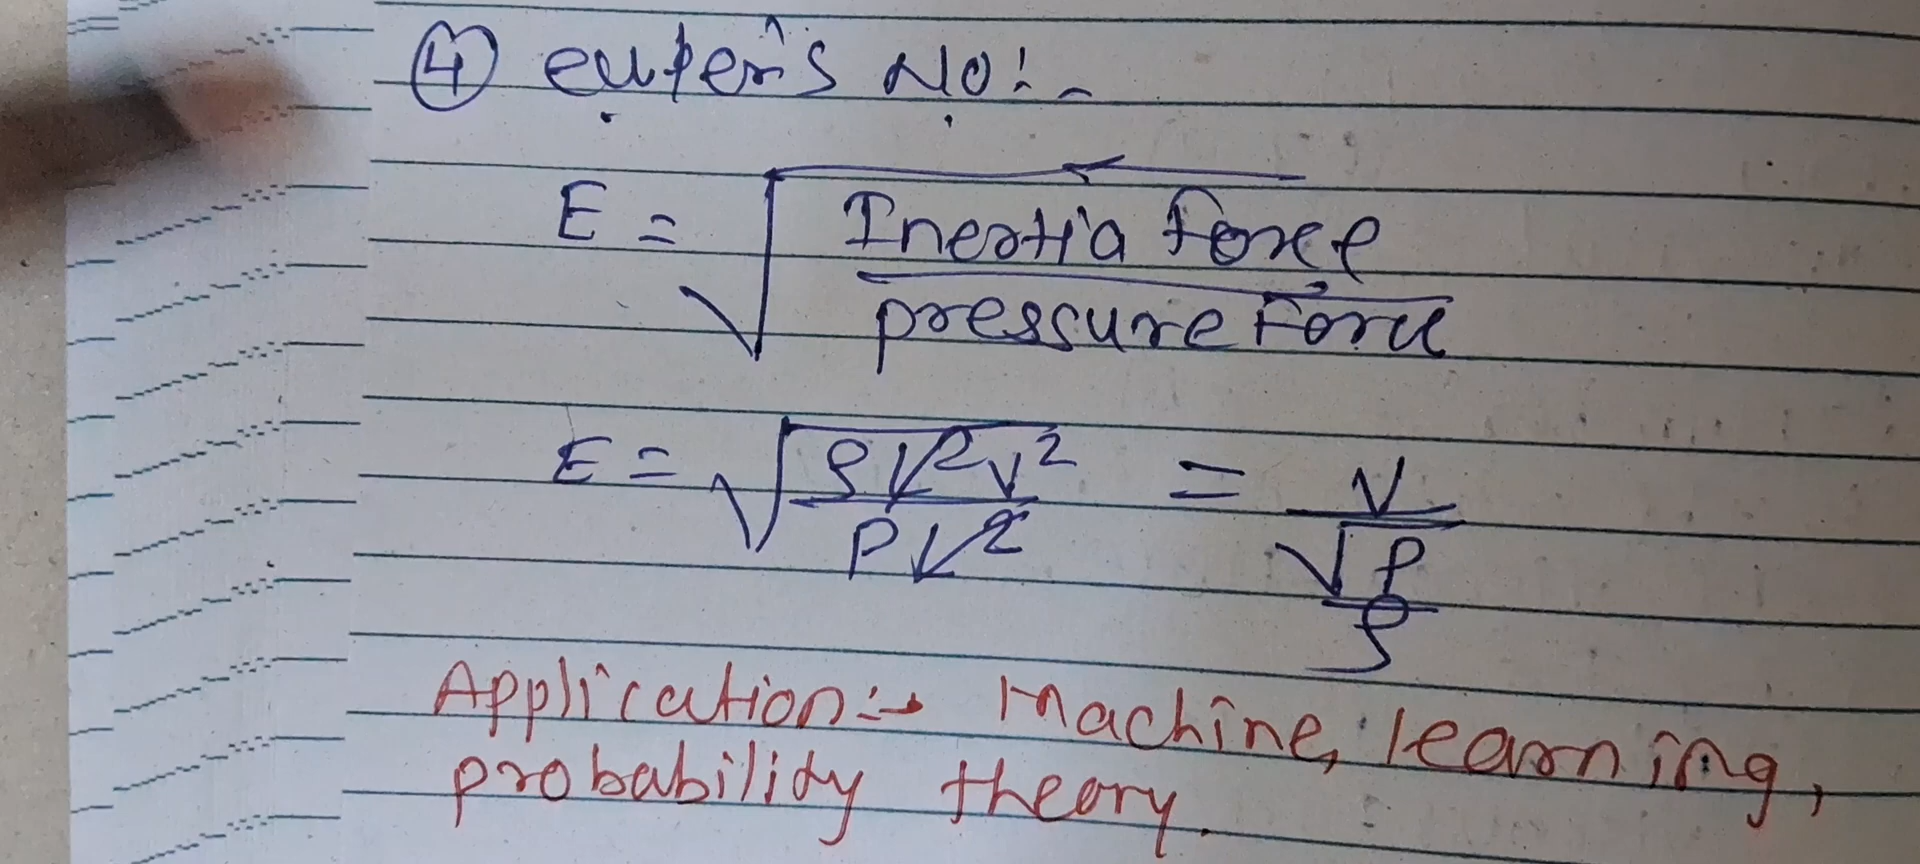 ④ euler's No:-
E = √(Inertia Force / pressure Force)
E = √(ρL²v² / PL²) = v / √(P/ρ)
Application:→ Machine, learning,
probability theory.